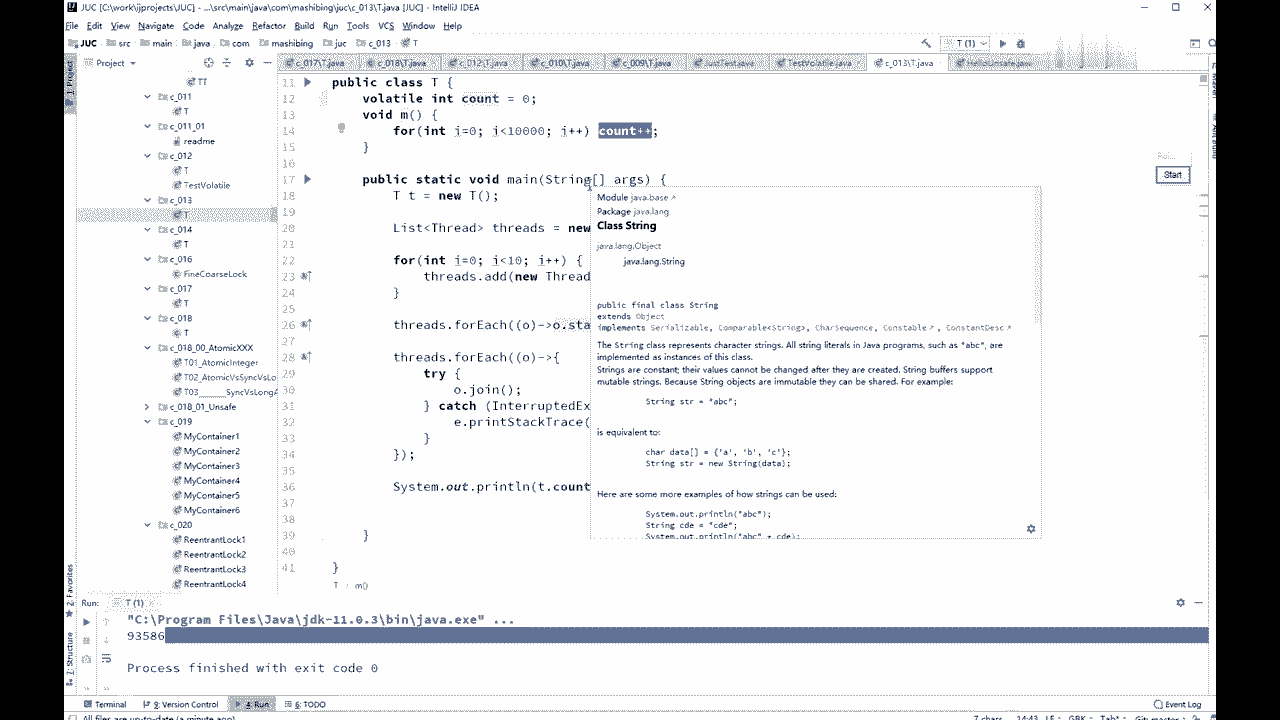 JUC [C:\work\ijprojects\JUC] - ...\src\main\java\com\mashibing\juc\c_013\T.java [JUC] - IntelliJ IDEA
File Edit View Navigate Code Analyze Refactor Build Run Tools VCS Window Help
JUC src main java com mashibing juc c_013 T T (1)
Project c_017\T.java c_018\T.java c_010\T.java c_009\T.java TestVolatile.java c_013\T.java
1: Project
TT
c_011
T
c_011_01
readme
c_012
T
TestVolatile
c_013
T
c_014
T
c_016
FineCoarseLock
c_017
T
c_018
T
c_018_00_AtomicXXX
T01_AtomicInteger
T02_AtomicVsSyncVsLo
T03_____SyncVsLongA
c_018_01_Unsafe
c_019
MyContainer1
MyContainer2
MyContainer3
MyContainer4
MyContainer5
MyContainer6
c_020
ReentrantLock1
ReentrantLock2
ReentrantLock3
ReentrantLock4
11 public class T {
12 volatile int count = 0;
13 void m() {
14 for(int i=0; i<10000; i++) count++;
15 }
16
17 public static void main(String[] args) {
18 T t = new T();
19
20 List<Thread> threads = new
21
22 for(int i=0; i<10; i++) {
23 threads.add(new Thread
24 }
25
26 threads.forEach((o)->o.sta
27
28 threads.forEach((o)->{
29 try {
30 o.join();
31 } catch (InterruptedEx
32 e.printStackTrace(
33 }
34 });
35
36 System.out.println(t.count
37
38
39 }
40
41 }
T m()
Start
Module java.base
Package java.lang
Class String
java.lang.Object
java.lang.String
public final class String
extends Object
implements Serializable, Comparable<String>, CharSequence, Constable, ConstantDesc
The String class represents character strings. All string literals in Java programs, such as "abc", are
implemented as instances of this class.
Strings are constant; their values cannot be changed after they are created. String buffers support
mutable strings. Because String objects are immutable they can be shared. For example:
String str = "abc";
is equivalent to:
char data[] = {'a', 'b', 'c'};
String str = new String(data);
Here are some more examples of how strings can be used:
System.out.println("abc");
String cde = "cde";
System.out.println("abc" + cde);
2: Favorites
Z: Structure
Run: T (1)
"C:\Program Files\Java\jdk-11.0.3\bin\java.exe" ...
93586
Process finished with exit code 0
Terminal 9: Version Control 4: Run 6: TODO Event Log
All files are up-to-date (a minute ago) 7 chars 14:43 LF GBK Tab*